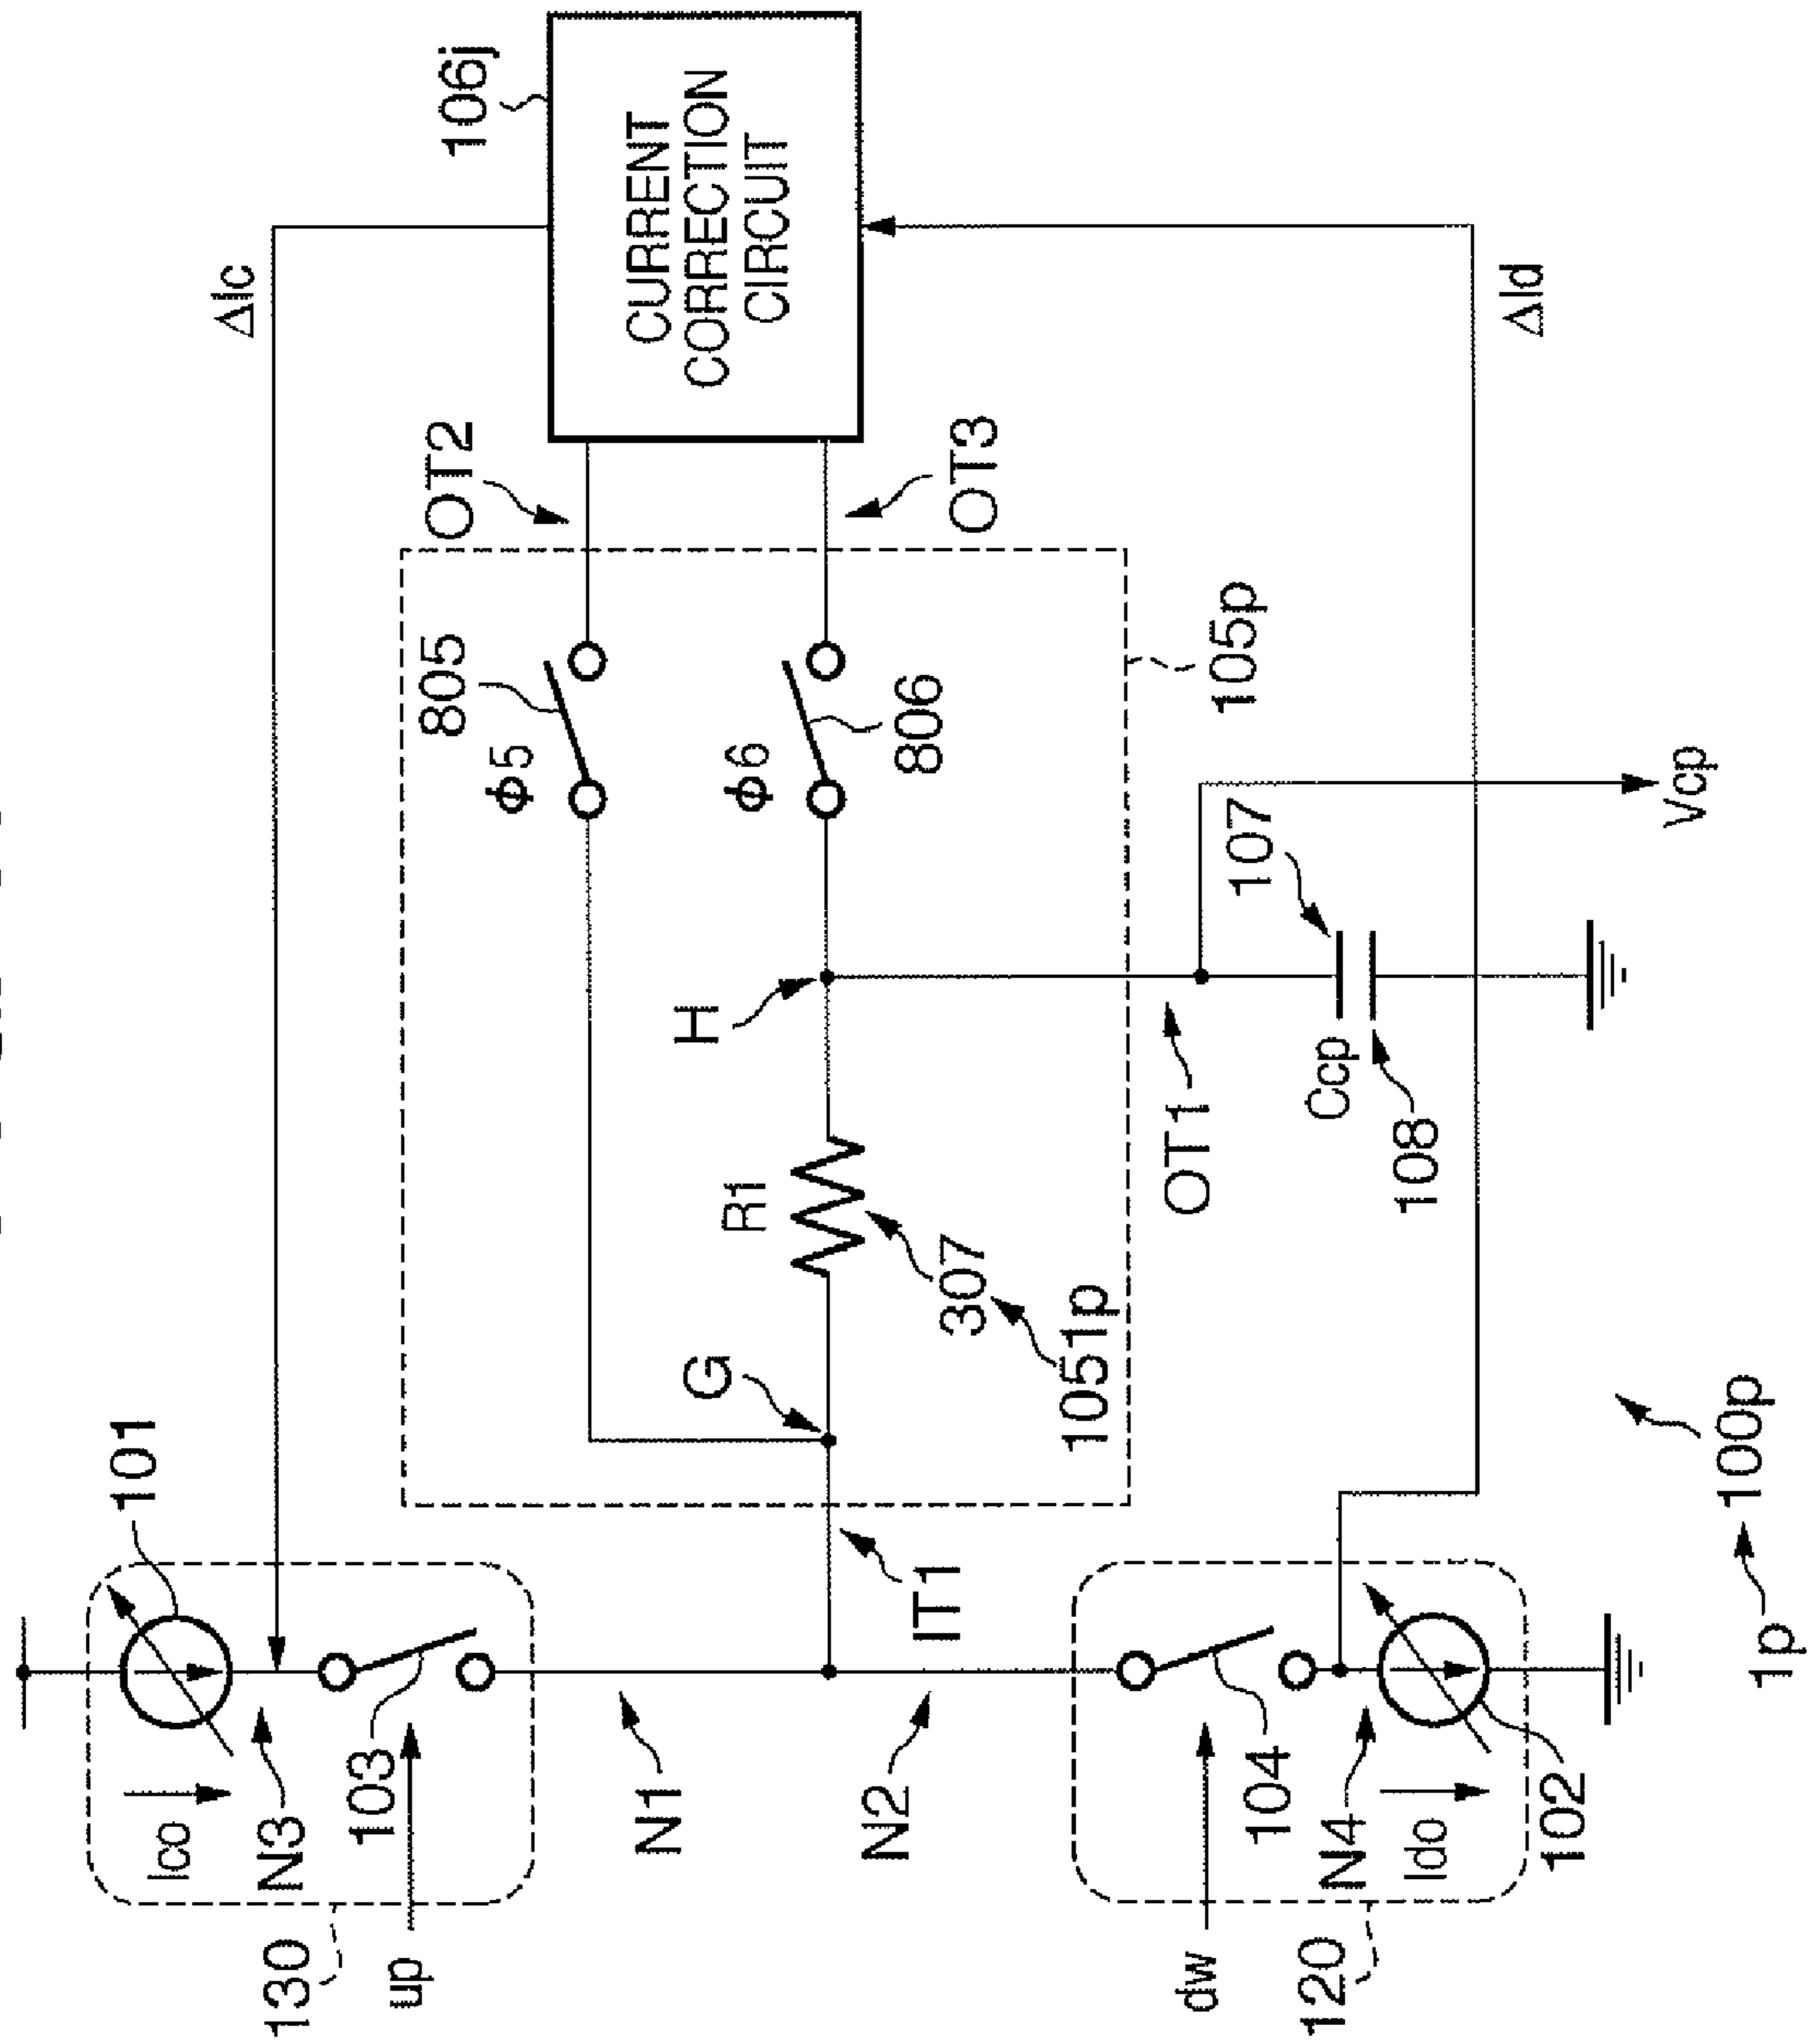 106j
CURRENT
CORRECTION
CIRCUIT
ΔIc
ΔId
OT2
OT3
805
ϕ5
ϕ6
806
105p
Vcp
107
H
OT1
Ccp
108
R1
307
1051p
G
101
IT1
100p
1p
N3
Ico
103
N1
N2
104
N4
Ido
102
130
up
dw
120